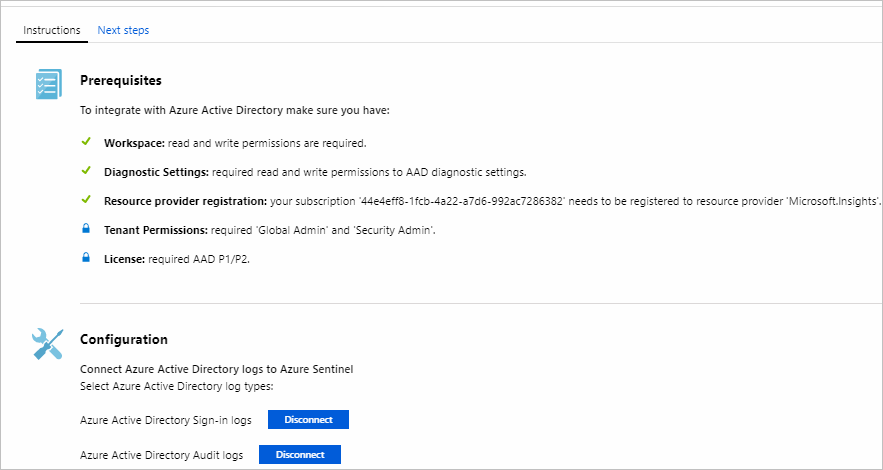 Instructions Next steps
Prerequisites
To integrate with Azure Active Directory make sure you have:
Workspace: read and write permissions are required.
Diagnostic Settings: required read and write permissions to AAD diagnostic settings.
Resource provider registration: your subscription '44e4eff8-1fcb-4a22-a7d6-992ac7286382' needs to be registered to resource provider 'Microsoft.Insights'.
Tenant Permissions: required 'Global Admin' and 'Security Admin'.
License: required AAD P1/P2.
Configuration
Connect Azure Active Directory logs to Azure Sentinel
Select Azure Active Directory log types:
Azure Active Directory Sign-in logs Disconnect
Azure Active Directory Audit logs Disconnect